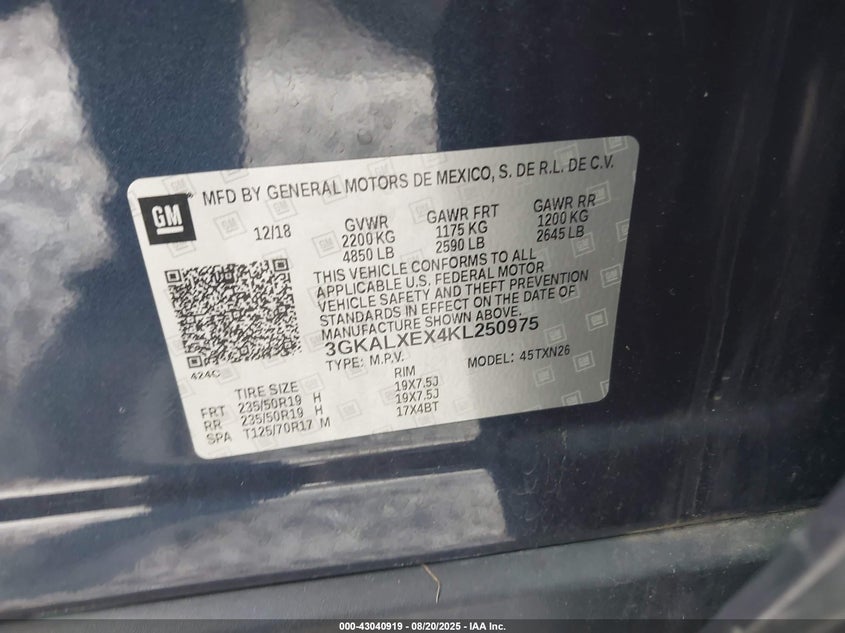 GM
MFD BY GENERAL MOTORS DE MEXICO, S. DE R.L. DE C.V.
12/18 GVWR GAWR FRT GAWR RR
2200 KG 1175 KG 1200 KG
4850 LB 2590 LB 2645 LB
THIS VEHICLE CONFORMS TO ALL
APPLICABLE U.S. FEDERAL MOTOR
VEHICLE SAFETY AND THEFT PREVENTION
STANDARDS IN EFFECT ON THE DATE OF
MANUFACTURE SHOWN ABOVE.
3GKALXEX4KL250975
424C
TYPE: M.P.V. MODEL: 45TXN26
TIRE SIZE RIM
FRT 235/50R19 H 19X7.5J
RR 235/50R19 H 19X7.5J
SPA T125/70R17 M 17X4BT
000-43040919 - 08/20/2025 - IAA Inc.